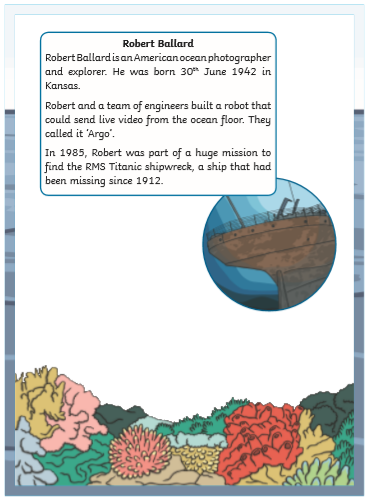 Robert Ballard
Robert Ballard is an American ocean photographer
and explorer. He was born 30th June 1942 in
Kansas.
Robert and a team of engineers built a robot that
could send live video from the ocean floor. They
called it ‘Argo’.
In 1985, Robert was part of a huge mission to
find the RMS Titanic shipwreck, a ship that had
been missing since 1912.